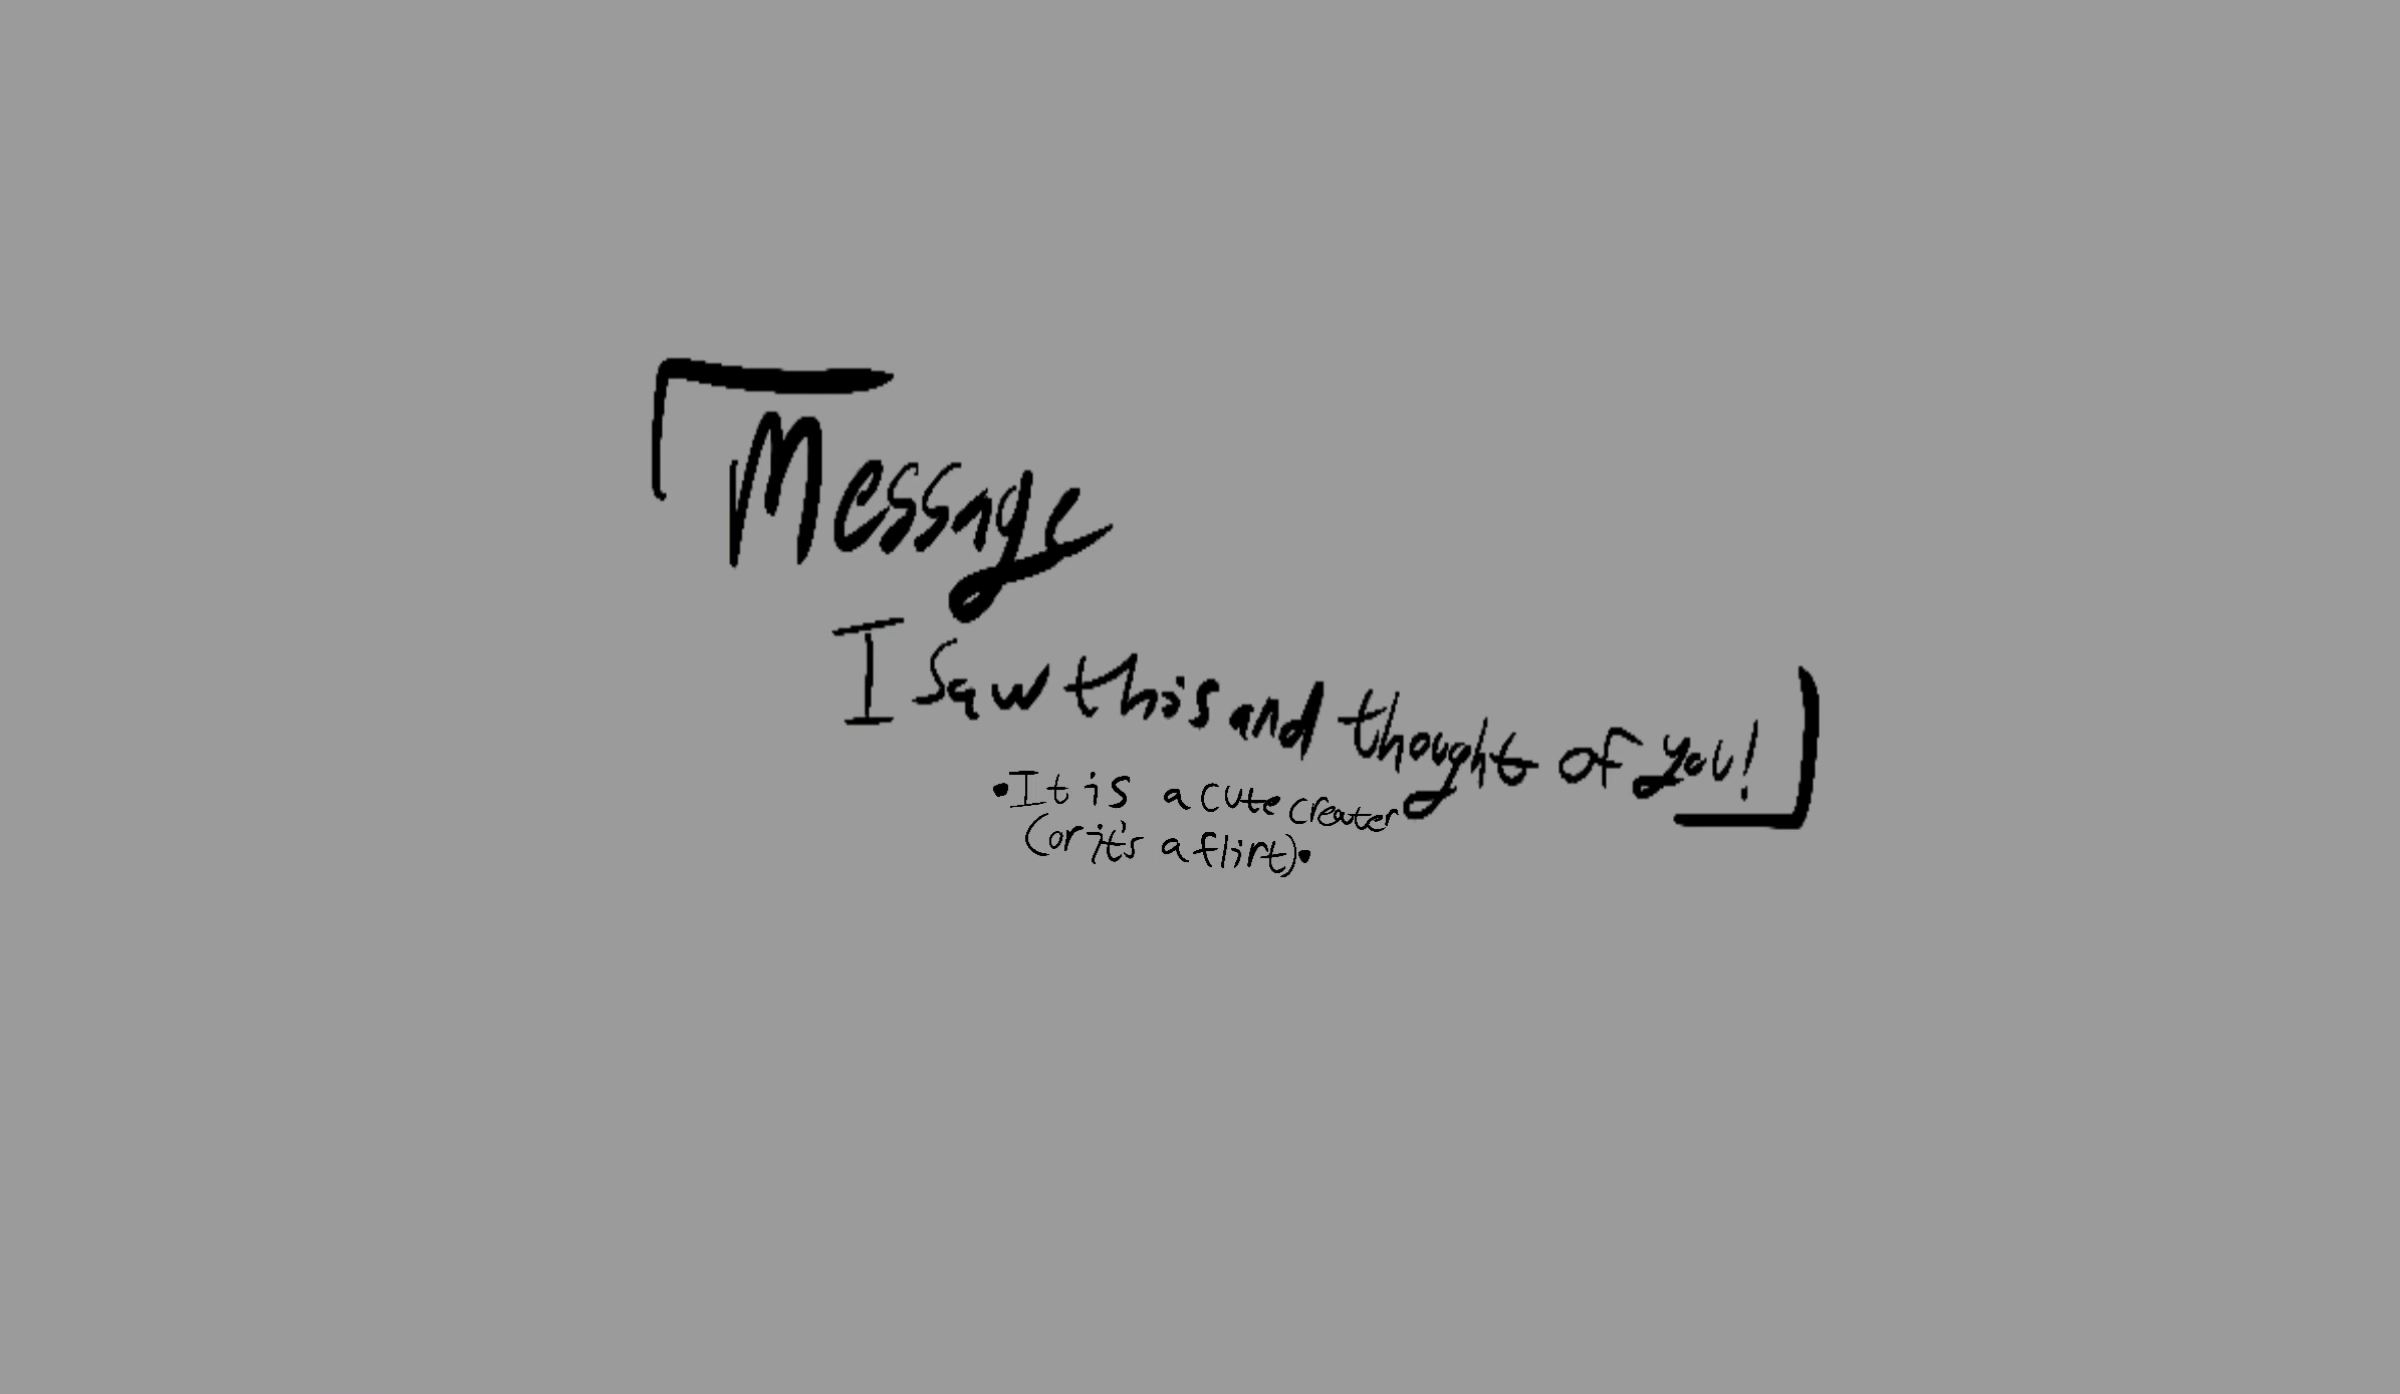 Message
I saw this and thought of you!
•It is a cute creater
(or it's a flirt)•